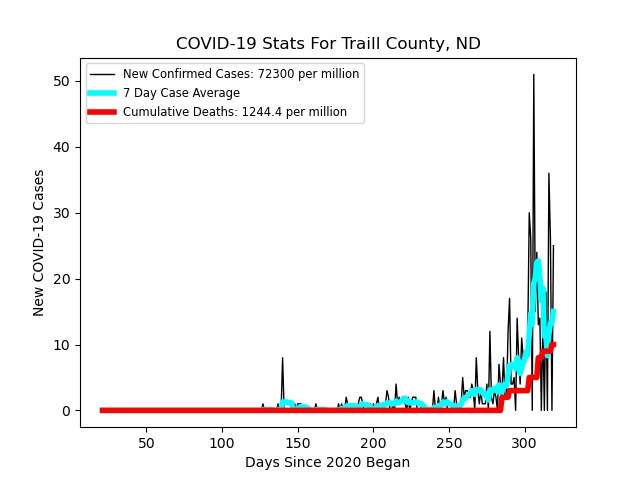 COVID-19 Stats For Traill County, ND
New Confirmed Cases: 72300 per million
7 Day Case Average
Cumulative Deaths: 1244.4 per million
New COVID-19 Cases
50
40
30
20
10
0
50 100 150 200 250 300
Days Since 2020 Began